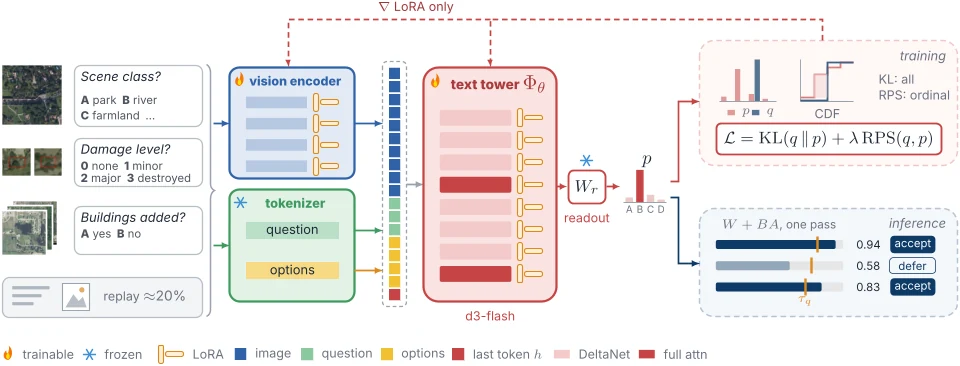 ∇ LoRA only
Scene class?
A park B river
C farmland ...
Damage level?
0 none 1 minor
2 major 3 destroyed
Buildings added?
A yes B no
replay ≈20%
vision encoder
tokenizer
question
options
text tower Φθ
d3-flash
Wr
readout
p
A B C D
training
KL: all
RPS: ordinal
p q
CDF
ℒ = KL(q ∥ p) + λ RPS(q, p)
W + BA, one pass
inference
0.94 accept
0.58 defer
0.83 accept
τq
trainable frozen LoRA image question options last token h DeltaNet full attn